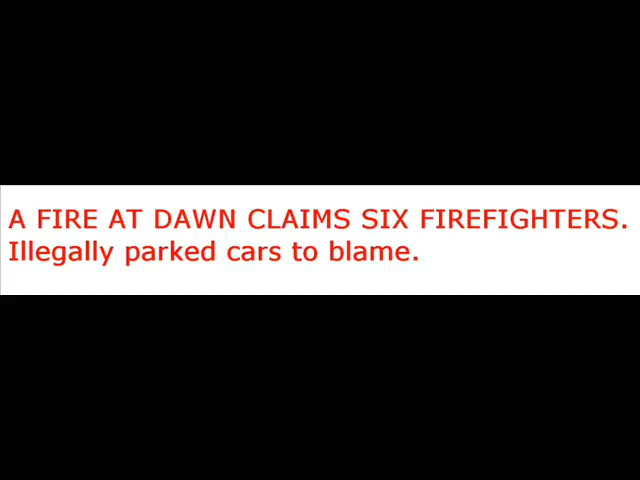 A FIRE AT DAWN CLAIMS SIX FIREFIGHTERS.
Illegally parked cars to blame.